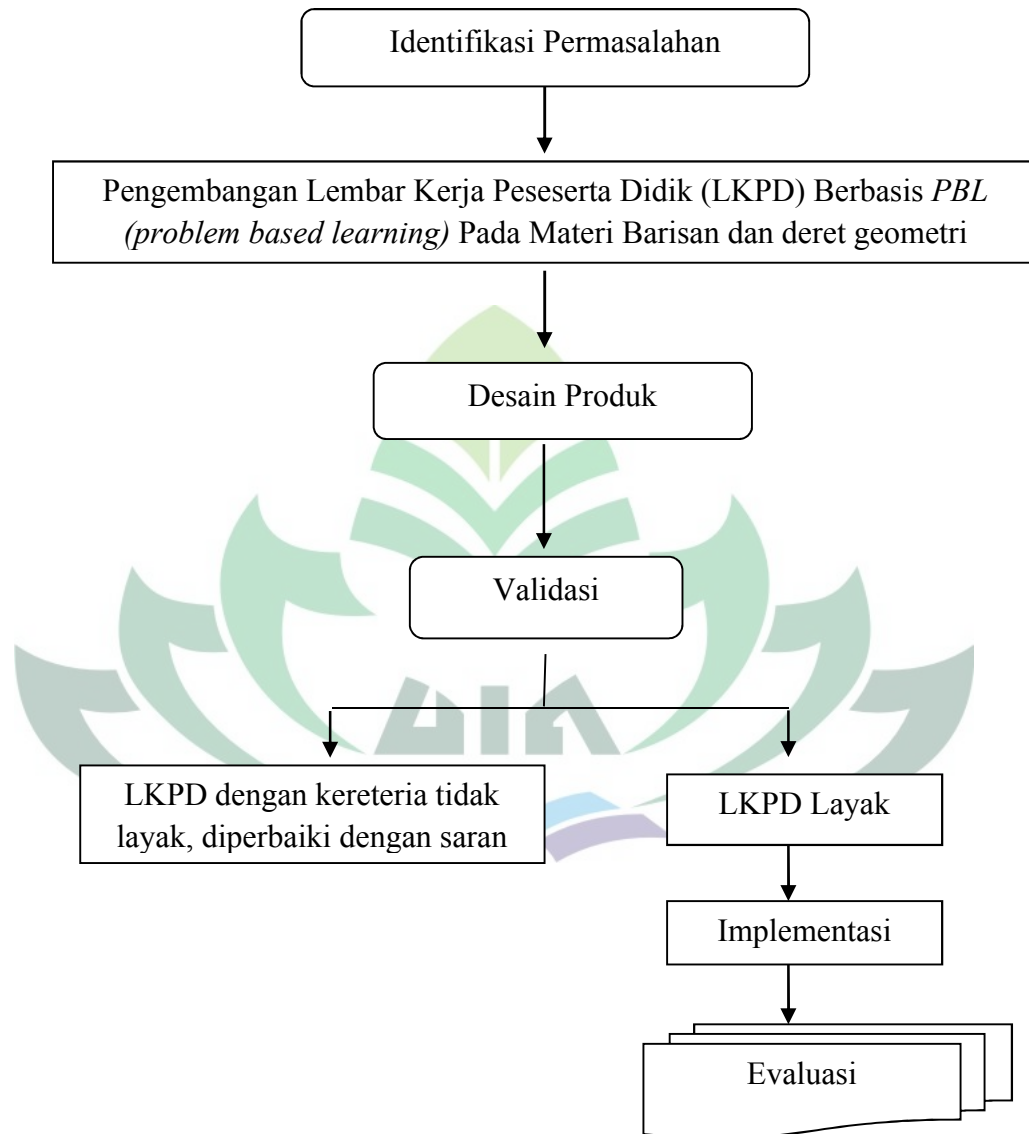 Identifikasi Permasalahan
Pengembangan Lembar Kerja Peseserta Didik (LKPD) Berbasis PBL
(problem based learning) Pada Materi Barisan dan deret geometri
Desain Produk
Validasi
UIN
LKPD dengan kereteria tidak
layak, diperbaiki dengan saran
LKPD Layak
Implementasi
Evaluasi